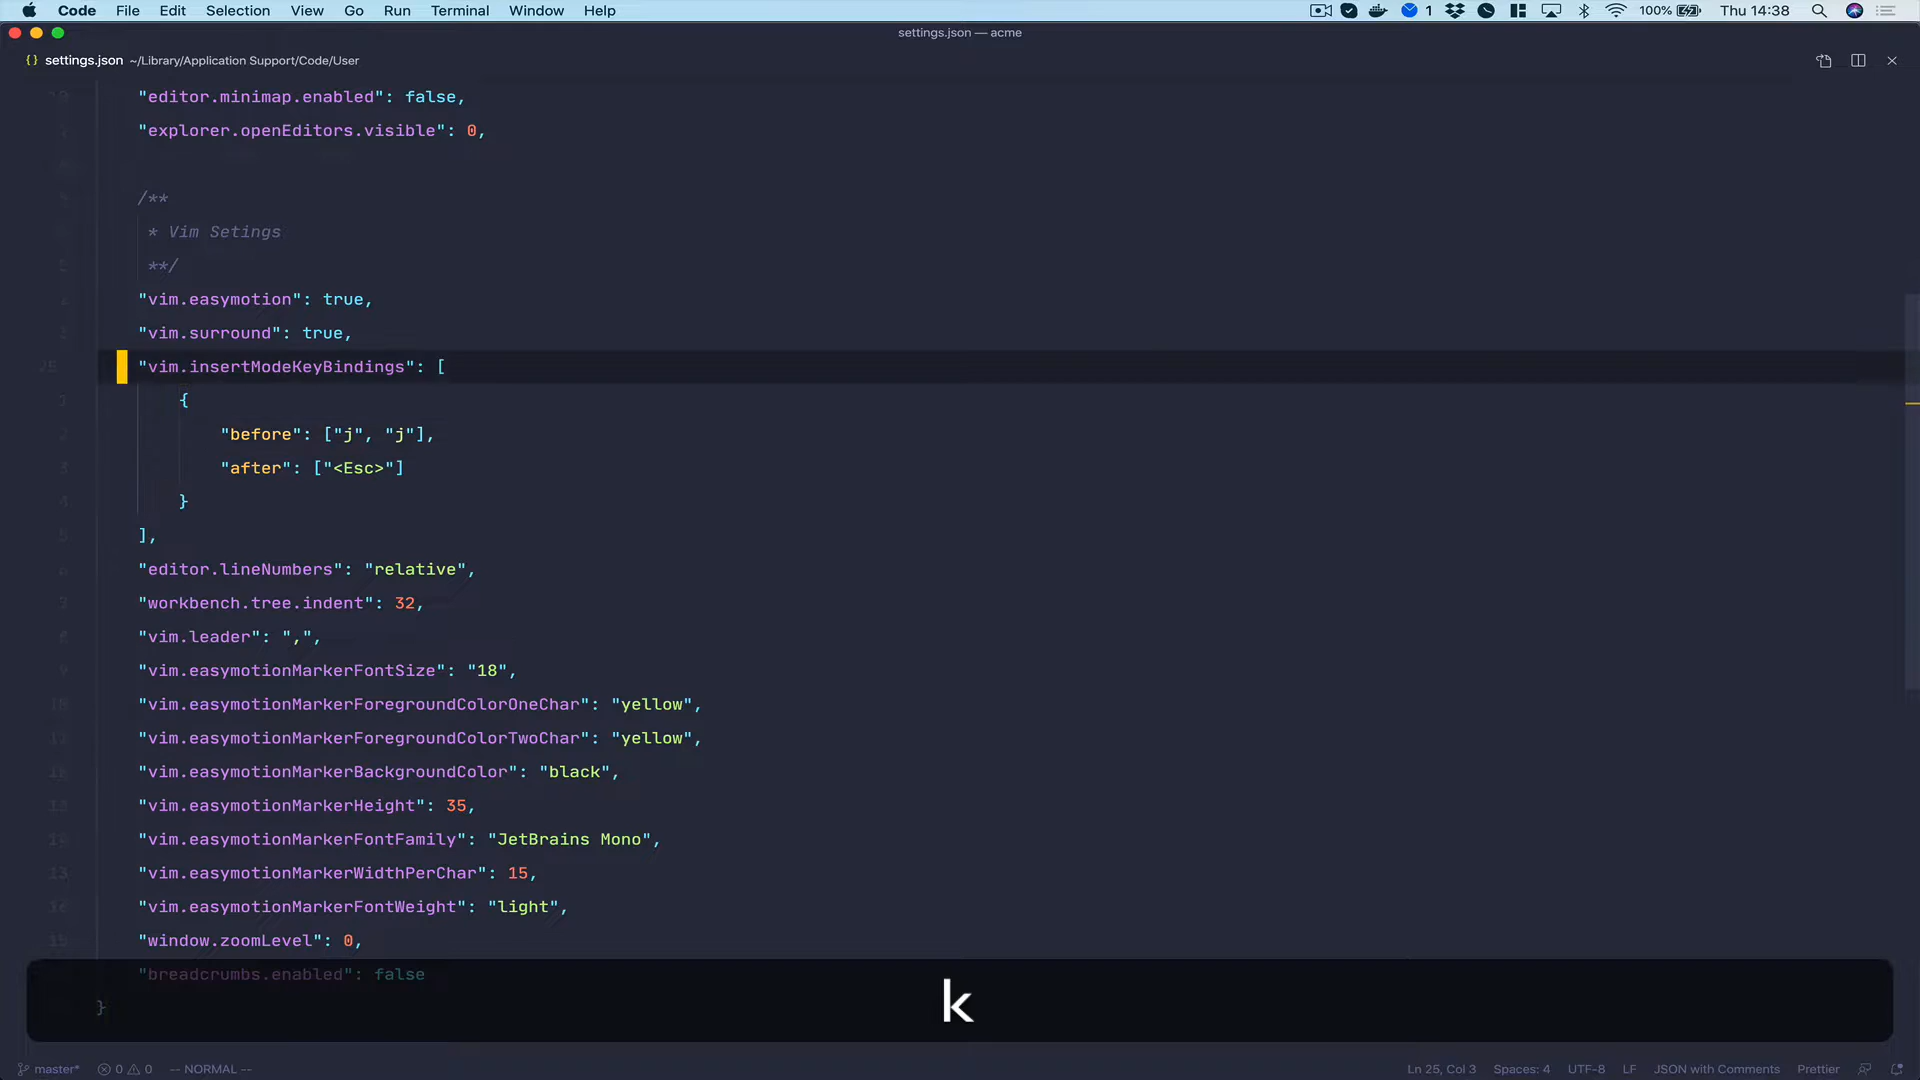 Code File Edit Selection View Go Run Terminal Window Help 1 100% Thu 14:38
settings.json — acme
{} settings.json ~/Library/Application Support/Code/User
"editor.minimap.enabled": false,
"explorer.openEditors.visible": 0,
/**
* Vim Setings
**/
"vim.easymotion": true,
"vim.surround": true,
25 "vim.insertModeKeyBindings": [
{
"before": ["j", "j"],
"after": ["<Esc>"]
}
],
"editor.lineNumbers": "relative",
"workbench.tree.indent": 32,
"vim.leader": ",",
"vim.easymotionMarkerFontSize": "18",
"vim.easymotionMarkerForegroundColorOneChar": "yellow",
"vim.easymotionMarkerForegroundColorTwoChar": "yellow",
"vim.easymotionMarkerBackgroundColor": "black",
"vim.easymotionMarkerHeight": 35,
"vim.easymotionMarkerFontFamily": "JetBrains Mono",
"vim.easymotionMarkerWidthPerChar": 15,
"vim.easymotionMarkerFontWeight": "light",
"window.zoomLevel": 0,
"breadcrumbs.enabled": false
}
k
master* 0 0 -- NORMAL -- Ln 25, Col 3 Spaces: 4 UTF-8 LF JSON with Comments Prettier